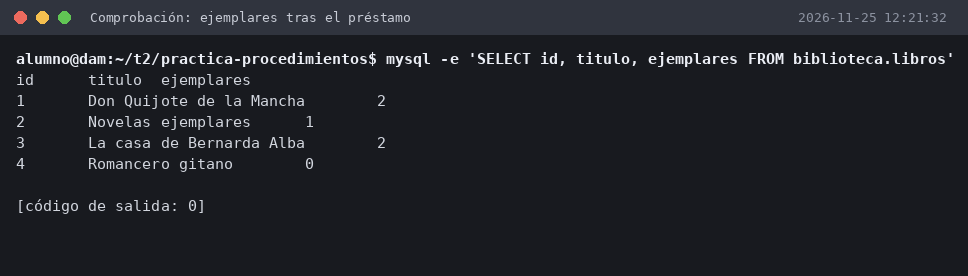 Comprobación: ejemplares tras el préstamo 2026-11-25 12:21:32
alumno@dam:~/t2/practica-procedimientos$ mysql -e 'SELECT id, titulo, ejemplares FROM biblioteca.libros'
id titulo ejemplares
1 Don Quijote de la Mancha 2
2 Novelas ejemplares 1
3 La casa de Bernarda Alba 2
4 Romancero gitano 0
[código de salida: 0]